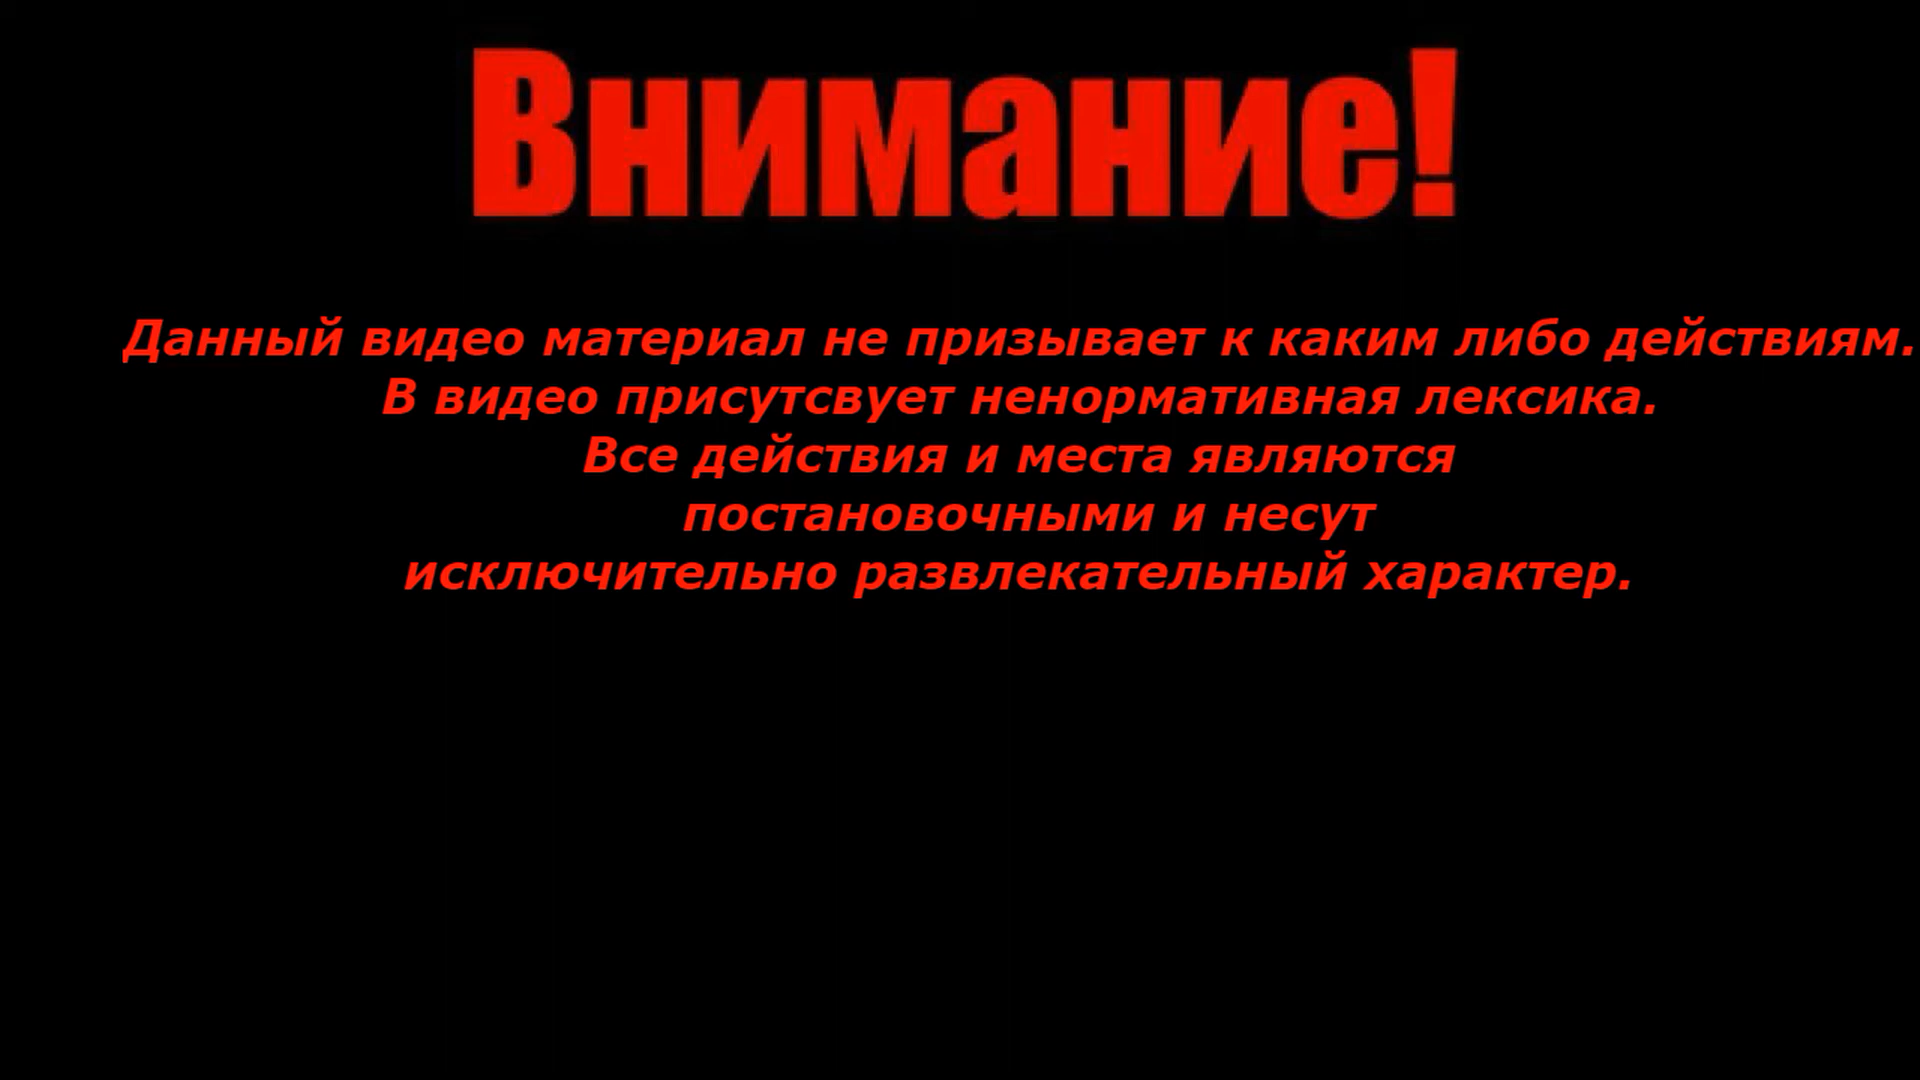 Внимание!
Данный видео материал не призывает к каким либо действиям.
В видео присутсвует ненормативная лексика.
Все действия и места являются
постановочными и несут
исключительно развлекательный характер.